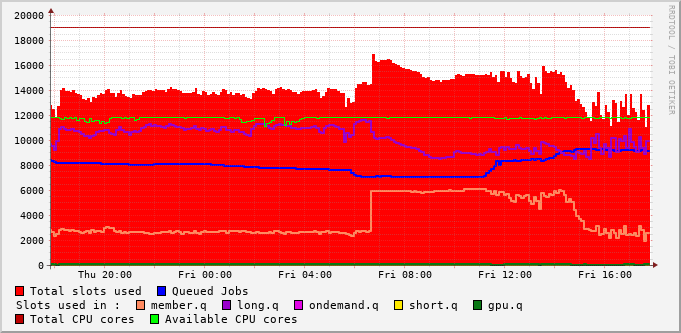 RRDTOOL / TOBI OETIKER
20000
18000
16000
14000
12000
10000
8000
6000
4000
2000
0
Thu 20:00 Fri 00:00 Fri 04:00 Fri 08:00 Fri 12:00 Fri 16:00
Total slots used Queued Jobs
Slots used in : member.q long.q ondemand.q short.q gpu.q
Total CPU cores Available CPU cores